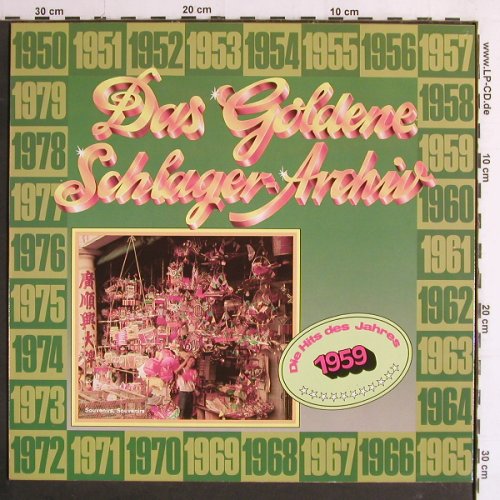 30 cm 20 cm 10 cm
www.LP-CD.de
1950 1951 1952 1953 1954 1955 1956 1957
1979 1958
1978 1959
1977 1960
1976 1961
1975 1962
1974 1963
1973 1964
1972 1971 1970 1969 1968 1967 1966 1965
Das Goldene
Schlager-Archiv
廣順興大
Souvenirs, Souvenirs
Die Hits des Jahres
1959
10 cm
20 cm
30 cm